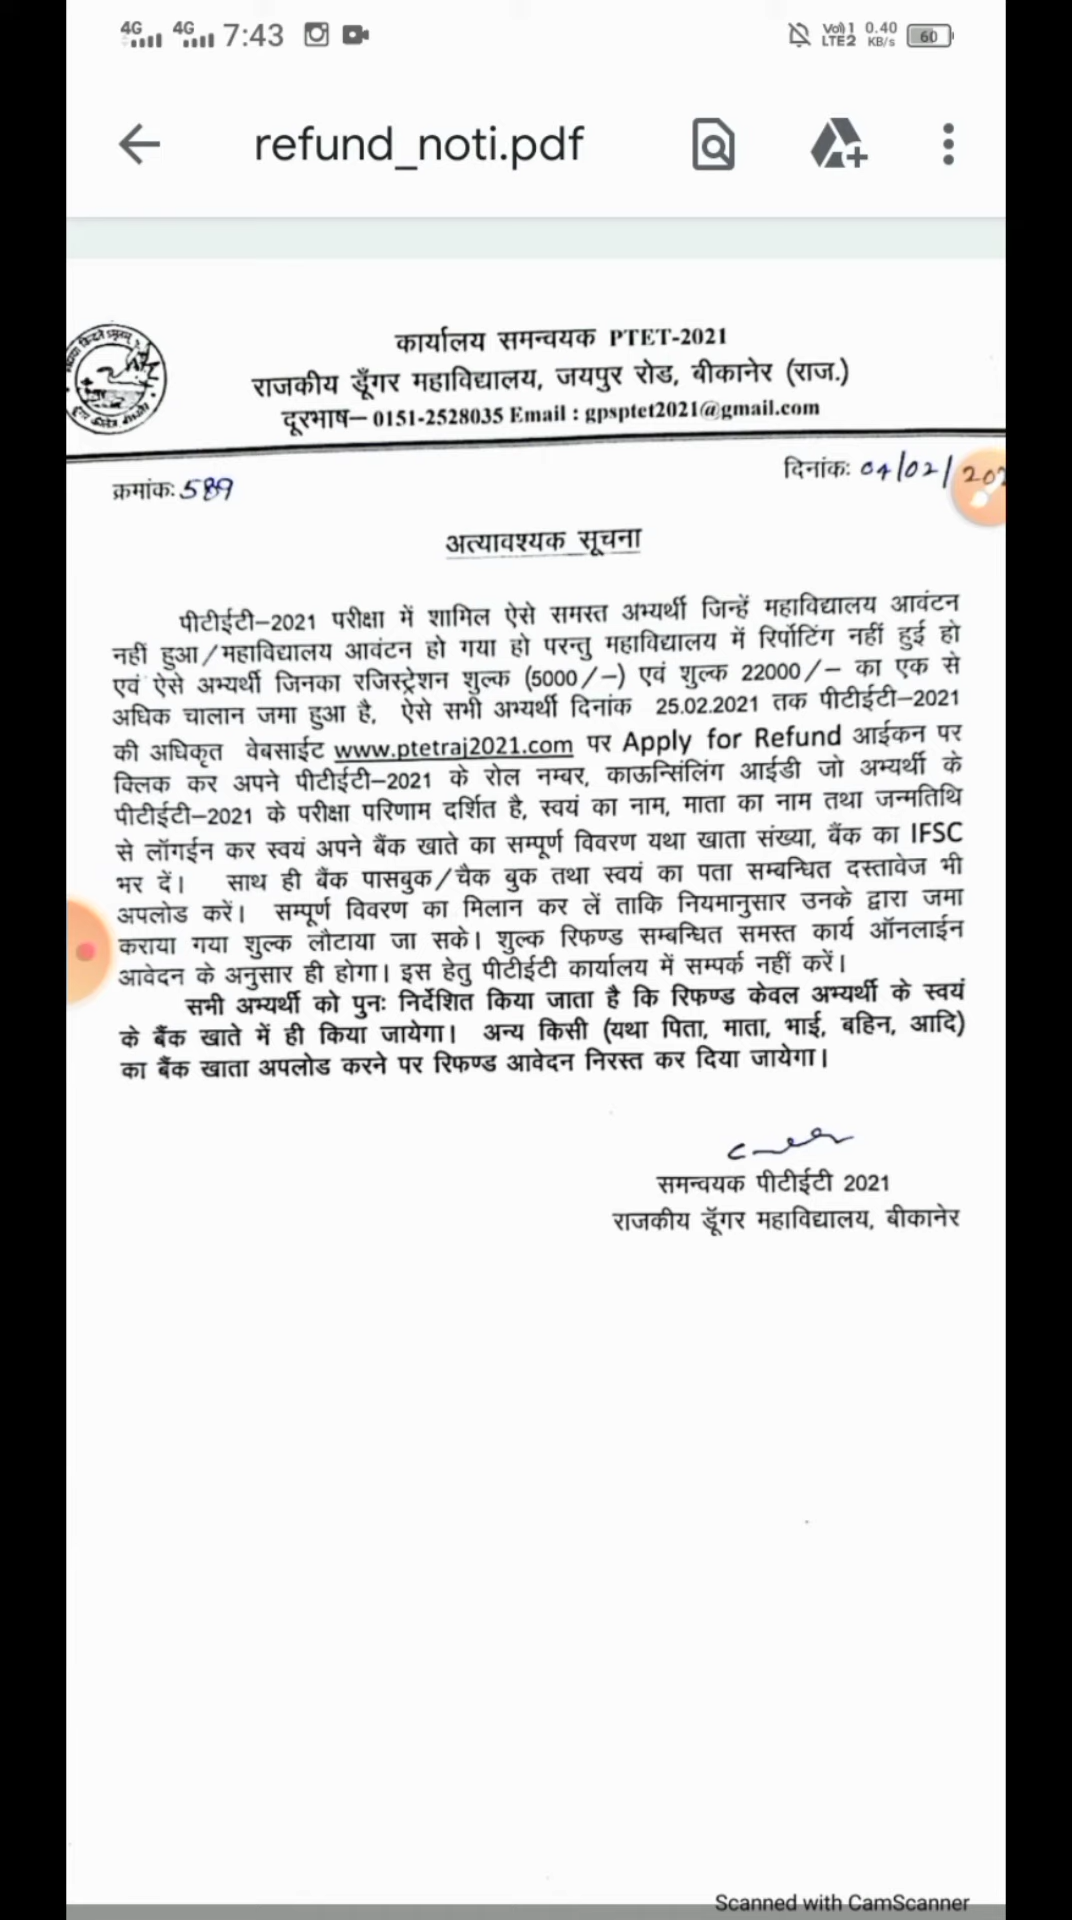 4G 4G 7:43 Vol) 1 LTE2 0.40 KB/s 60
refund_noti.pdf
कार्यालय समन्वयक PTET-2021
राजकीय डूँगर महाविद्यालय, जयपुर रोड, बीकानेर (राज.)
दूरभाष– 0151-2528035 Email : gpsptet2021@gmail.com
क्रमांक: 589
दिनांक: 04/02/202
अत्यावश्यक सूचना
पीटीईटी–2021 परीक्षा में शामिल ऐसे समस्त अभ्यर्थी जिन्हें महाविद्यालय आवंटन
नहीं हुआ/महाविद्यालय आवंटन हो गया हो परन्तु महाविद्यालय में रिर्पोटिंग नहीं हुई हो
एवं ऐसे अभ्यर्थी जिनका रजिस्ट्रेशन शुल्क (5000/–) एवं शुल्क 22000/– का एक से
अधिक चालान जमा हुआ है, ऐसे सभी अभ्यर्थी दिनांक 25.02.2021 तक पीटीईटी–2021
की अधिकृत वेबसाईट www.ptetraj2021.com पर Apply for Refund आईकन पर
क्लिक कर अपने पीटीईटी–2021 के रोल नम्बर, काऊन्सिंलिंग आईडी जो अभ्यर्थी के
पीटीईटी–2021 के परीक्षा परिणाम दर्शित है, स्वयं का नाम, माता का नाम तथा जन्मतिथि
से लॉगईन कर स्वयं अपने बैंक खाते का सम्पूर्ण विवरण यथा खाता संख्या, बैंक का IFSC
भर दें। साथ ही बैंक पासबुक/चैक बुक तथा स्वयं का पता सम्बन्धित दस्तावेज भी
अपलोड करें। सम्पूर्ण विवरण का मिलान कर लें ताकि नियमानुसार उनके द्वारा जमा
कराया गया शुल्क लौटाया जा सके। शुल्क रिफण्ड सम्बन्धित समस्त कार्य ऑनलाईन
आवेदन के अनुसार ही होगा। इस हेतु पीटीईटी कार्यालय में सम्पर्क नहीं करें।
सभी अभ्यर्थी को पुनः निर्देशित किया जाता है कि रिफण्ड केवल अभ्यर्थी के स्वयं
के बैंक खाते में ही किया जायेगा। अन्य किसी (यथा पिता, माता, भाई, बहिन, आदि)
का बैंक खाता अपलोड करने पर रिफण्ड आवेदन निरस्त कर दिया जायेगा।
समन्वयक पीटीईटी 2021
राजकीय डूँगर महाविद्यालय, बीकानेर
Scanned with CamScanner